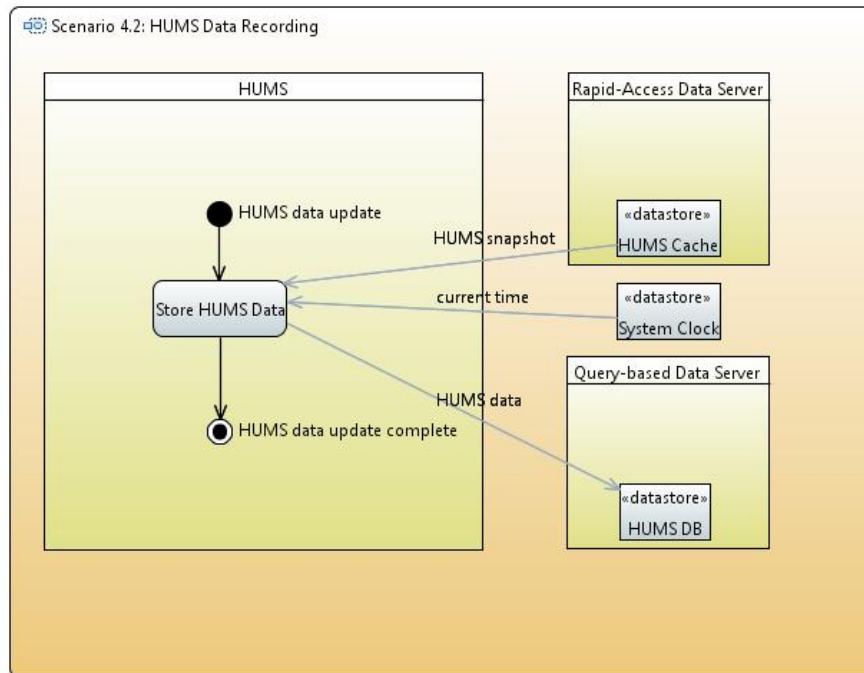 Scenario 4.2: HUMS Data Recording
HUMS
Rapid-Access Data Server
HUMS data update
«datastore»
HUMS Cache
HUMS snapshot
Store HUMS Data
current time
«datastore»
System Clock
Query-based Data Server
HUMS data
HUMS data update complete
«datastore»
HUMS DB